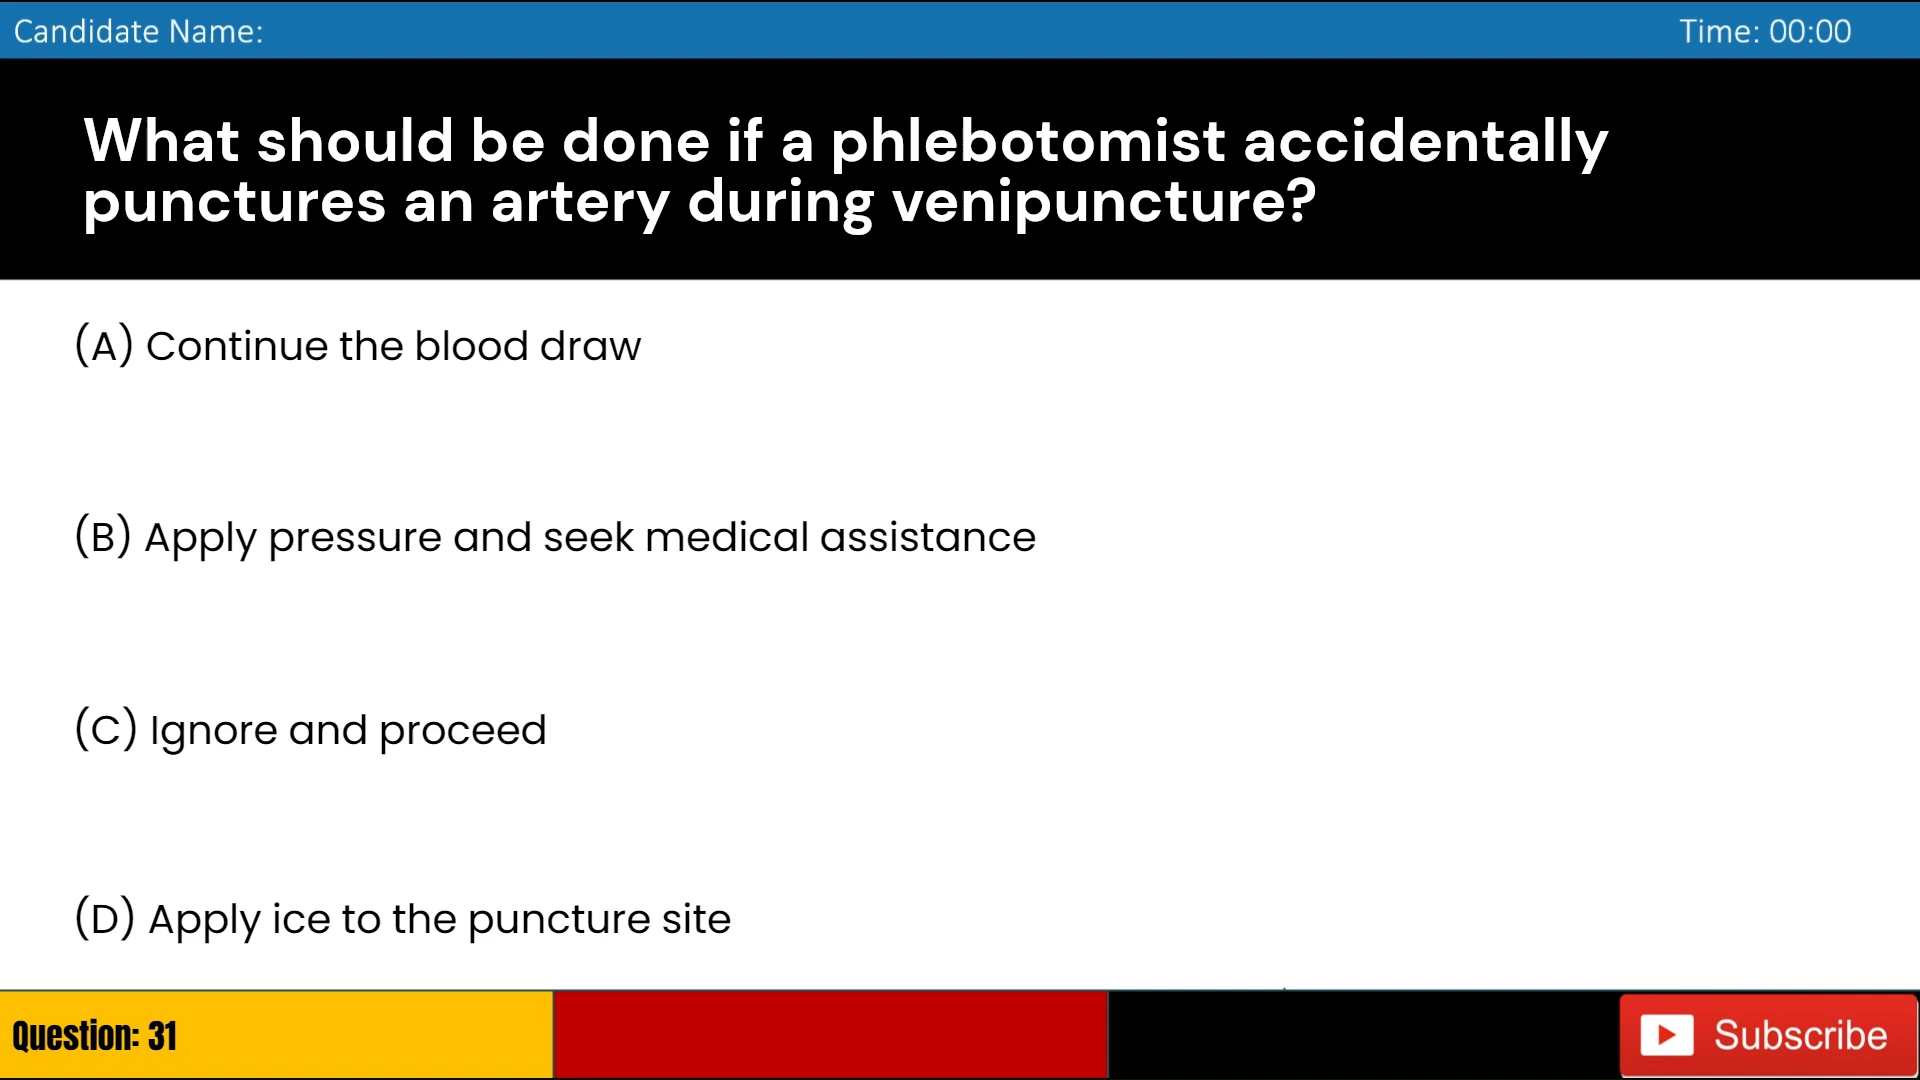 Candidate Name:
Time: 00:00
What should be done if a phlebotomist accidentally
punctures an artery during venipuncture?
(A) Continue the blood draw
(B) Apply pressure and seek medical assistance
(C) Ignore and proceed
(D) Apply ice to the puncture site
Question: 31
Subscribe